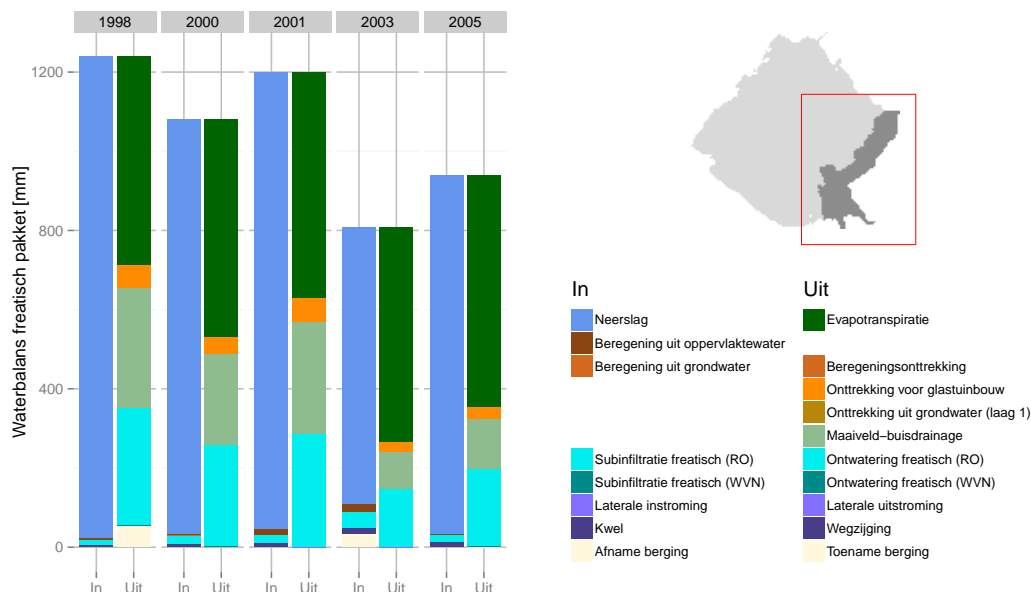 1998 2000 2001 2003 2005
Waterbalans freatisch pakket [mm]
1200
800
400
0
In Uit In Uit In Uit In Uit In Uit
In Uit
Neerslag Evapotranspiratie
Beregening uit oppervlaktewater
Beregening uit grondwater Beregeningsonttrekking
Onttrekking voor glastuinbouw
Onttrekking uit grondwater (laag 1)
Maaiveld−buisdrainage
Subinfiltratie freatisch (RO) Ontwatering freatisch (RO)
Subinfiltratie freatisch (WVN) Ontwatering freatisch (WVN)
Laterale instroming Laterale uitstroming
Kwel Wegzijging
Afname berging Toename berging